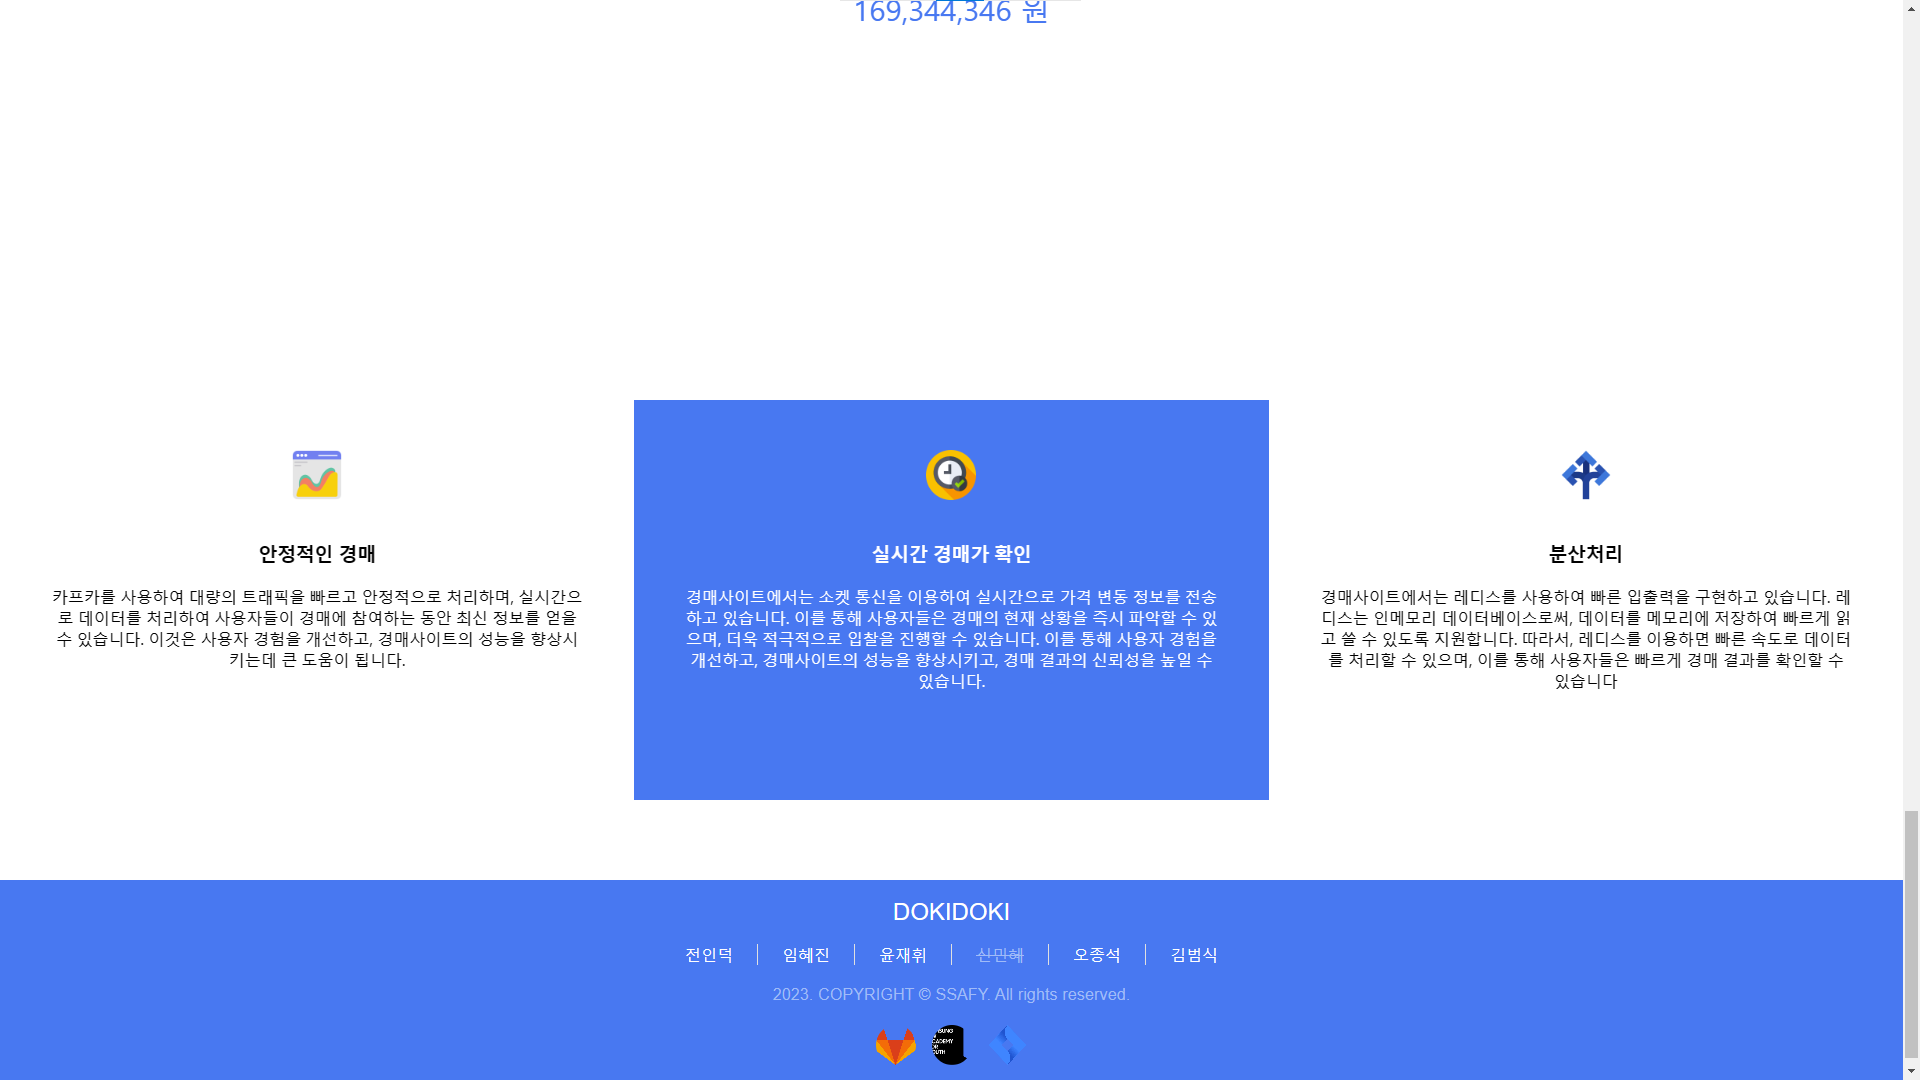 169,344,346 원
안정적인 경매
카프카를 사용하여 대량의 트래픽을 빠르고 안정적으로 처리하며, 실시간으
로 데이터를 처리하여 사용자들이 경매에 참여하는 동안 최신 정보를 얻을
수 있습니다. 이것은 사용자 경험을 개선하고, 경매사이트의 성능을 향상시
키는데 큰 도움이 됩니다.
실시간 경매가 확인
경매사이트에서는 소켓 통신을 이용하여 실시간으로 가격 변동 정보를 전송
하고 있습니다. 이를 통해 사용자들은 경매의 현재 상황을 즉시 파악할 수 있
으며, 더욱 적극적으로 입찰을 진행할 수 있습니다. 이를 통해 사용자 경험을
개선하고, 경매사이트의 성능을 향상시키고, 경매 결과의 신뢰성을 높일 수
있습니다.
분산처리
경매사이트에서는 레디스를 사용하여 빠른 입출력을 구현하고 있습니다. 레
디스는 인메모리 데이터베이스로써, 데이터를 메모리에 저장하여 빠르게 읽
고 쓸 수 있도록 지원합니다. 따라서, 레디스를 이용하면 빠른 속도로 데이터
를 처리할 수 있으며, 이를 통해 사용자들은 빠르게 경매 결과를 확인할 수
있습니다
DOKIDOKI
전인덕 임혜진 윤재휘 신민혜 오종석 김범식
2023. COPYRIGHT © SSAFY. All rights reserved.